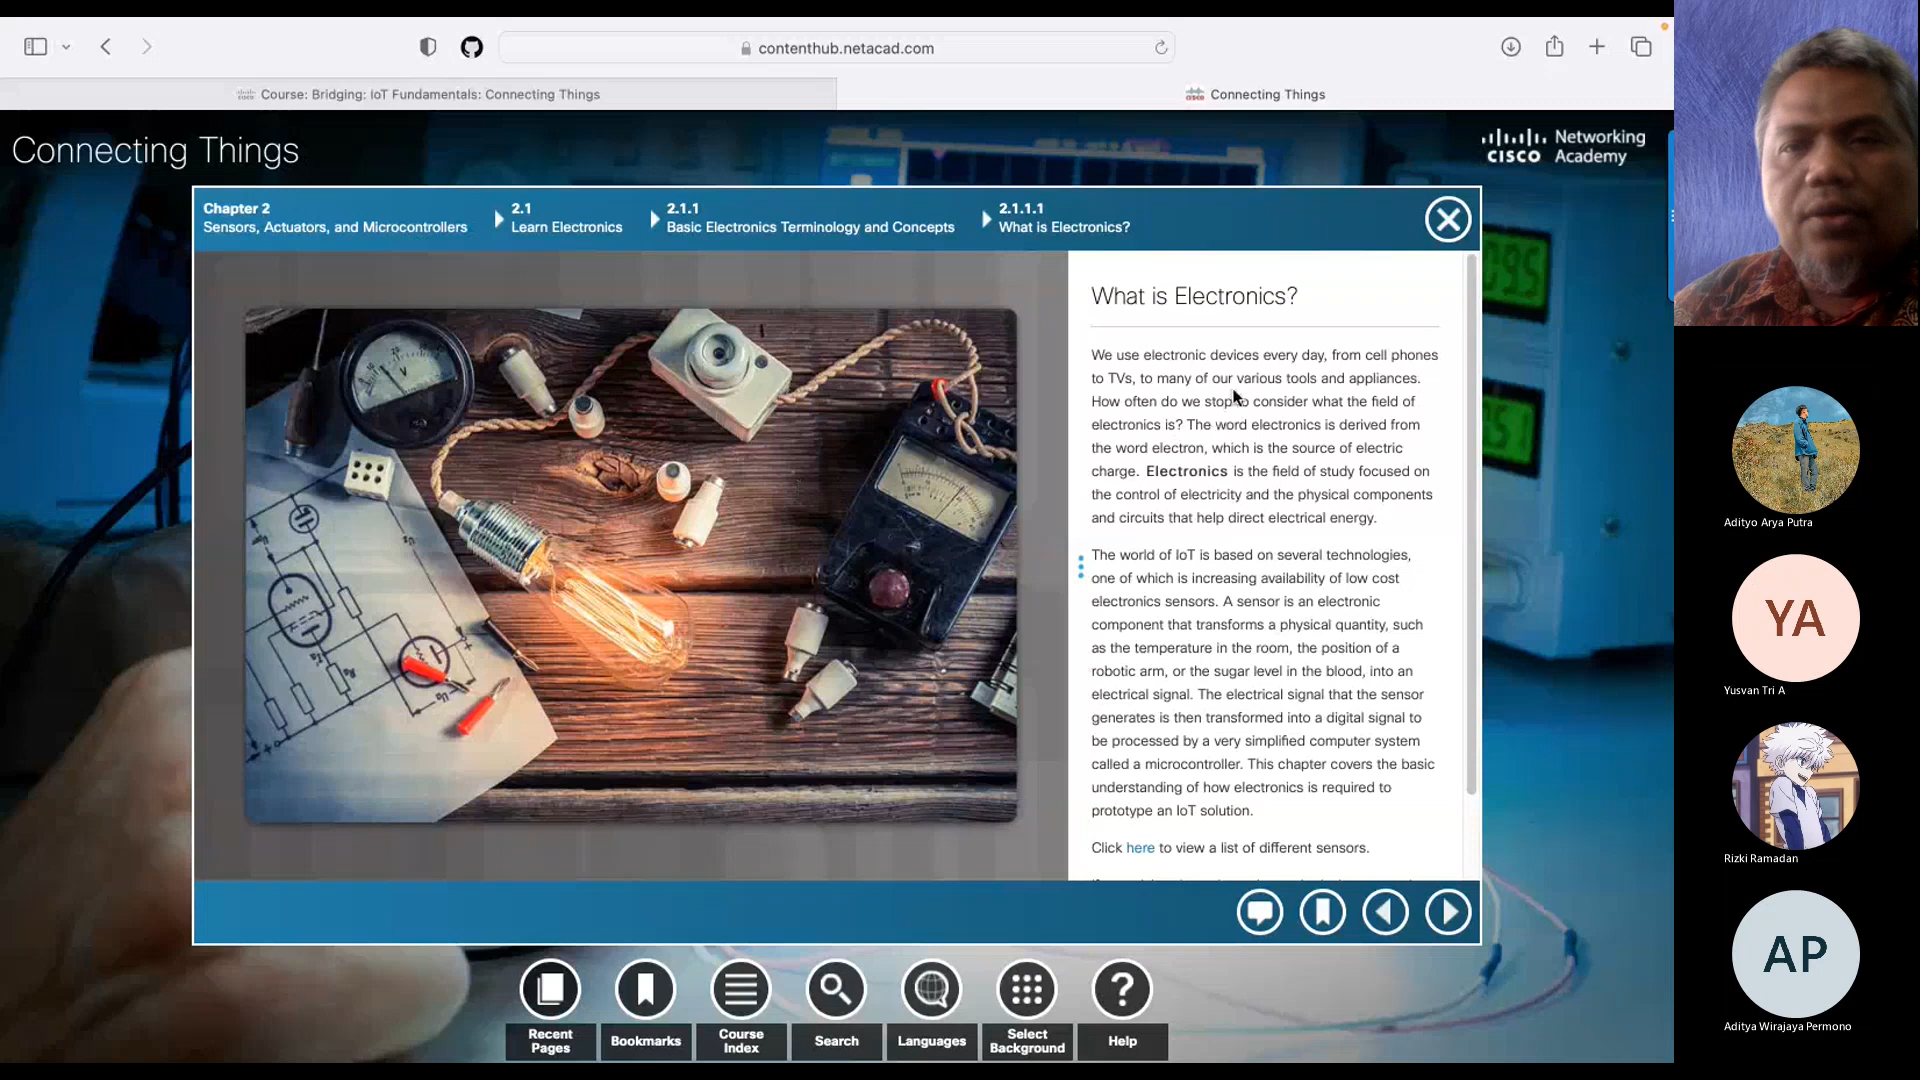 contenthub.netacad.com
Course: Bridging: IoT Fundamentals: Connecting Things
Connecting Things
Connecting Things
CISCO
Networking
Academy
Chapter 2
Sensors, Actuators, and Microcontrollers
2.1
Learn Electronics
2.1.1
Basic Electronics Terminology and Concepts
2.1.1.1
What is Electronics?
What is Electronics?
We use electronic devices every day, from cell phones
to TVs, to many of our various tools and appliances.
How often do we stop to consider what the field of
electronics is? The word electronics is derived from
the word electron, which is the source of electric
charge. Electronics is the field of study focused on
the control of electricity and the physical components
and circuits that help direct electrical energy.
The world of IoT is based on several technologies,
one of which is increasing availability of low cost
electronics sensors. A sensor is an electronic
component that transforms a physical quantity, such
as the temperature in the room, the position of a
robotic arm, or the sugar level in the blood, into an
electrical signal. The electrical signal that the sensor
generates is then transformed into a digital signal to
be processed by a very simplified computer system
called a microcontroller. This chapter covers the basic
understanding of how electronics is required to
prototype an IoT solution.
Click here to view a list of different sensors.
Recent
Pages
Bookmarks
Course
Index
Search
Languages
Select
Background
Help
Adityo Arya Putra
YA
Yusvan Tri A
Rizki Ramadan
AP
Aditya Wirajaya Permono